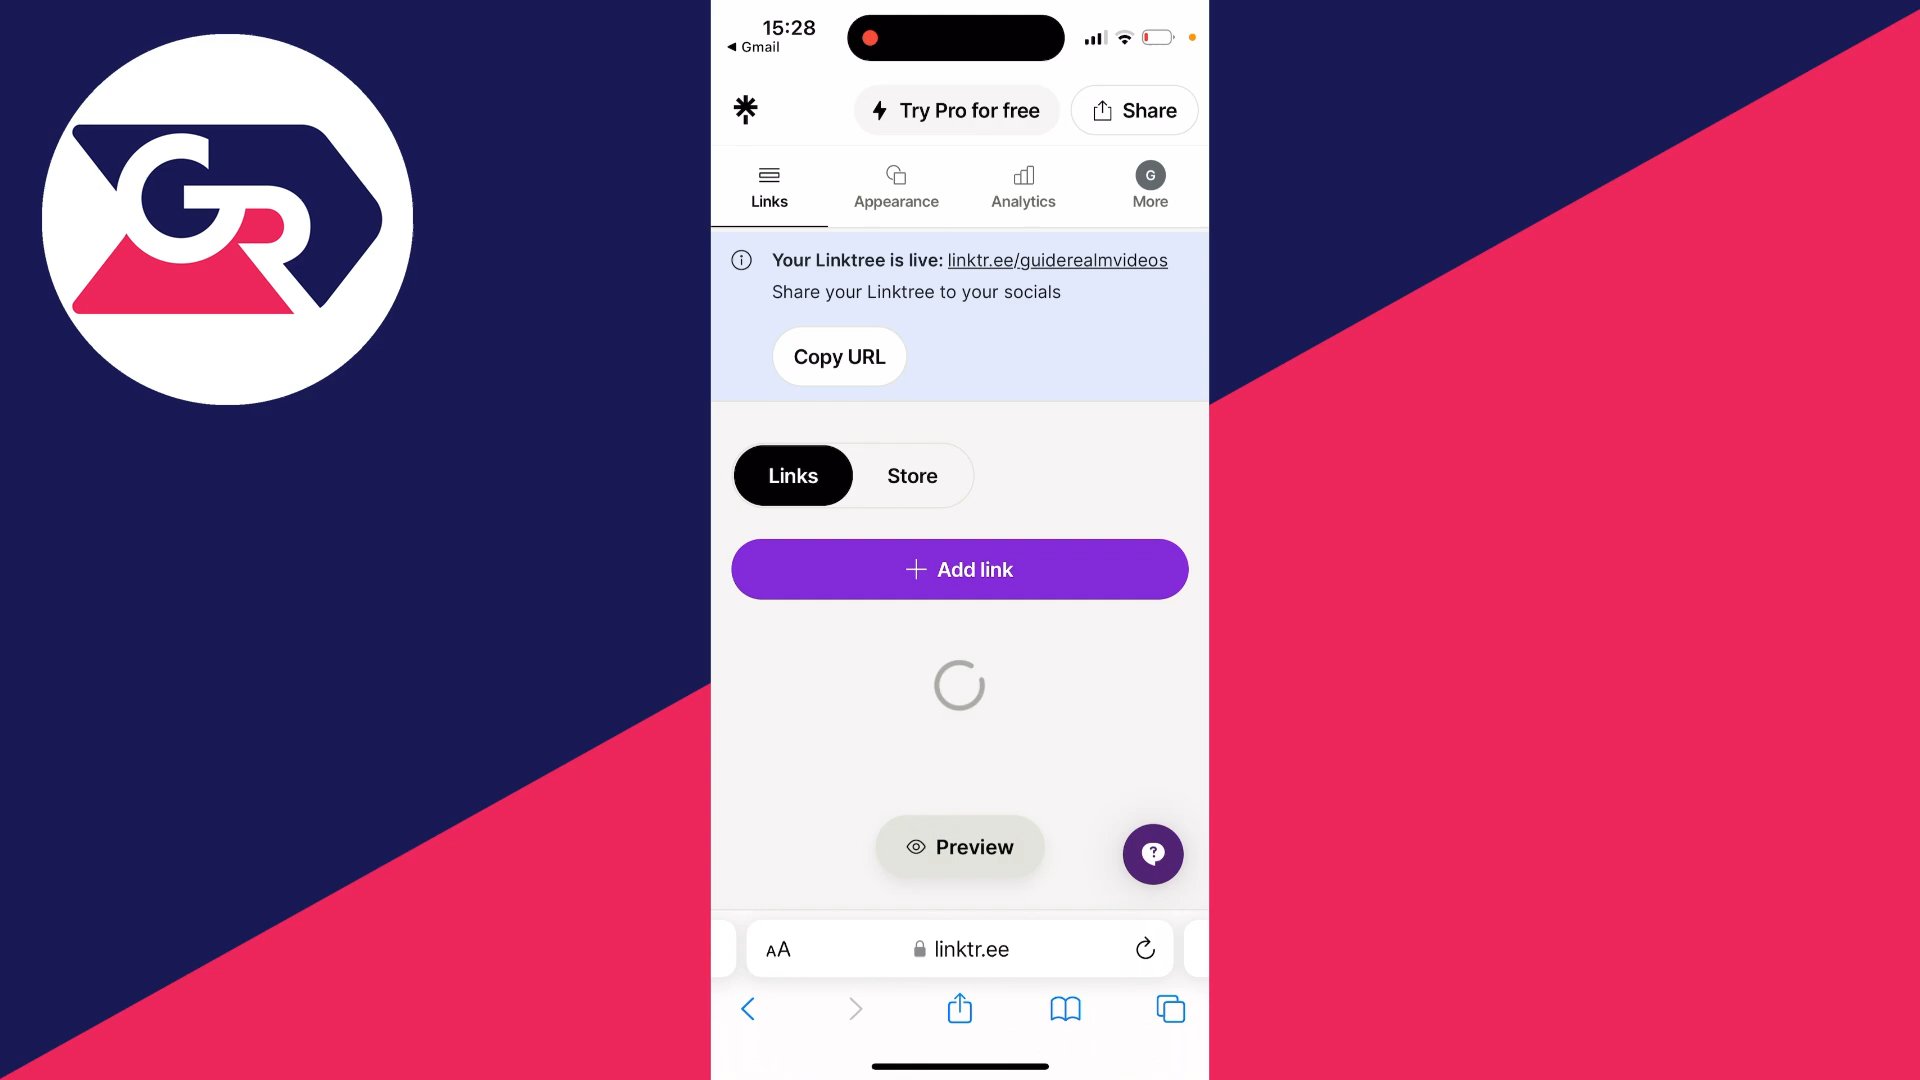 GR
15:28
Gmail
Try Pro for free
Share
Links
Appearance
Analytics
G
More
Your Linktree is live: linktr.ee/guiderealmvideos
Share your Linktree to your socials
Copy URL
Links
Store
Add link
Preview
?
AA
linktr.ee